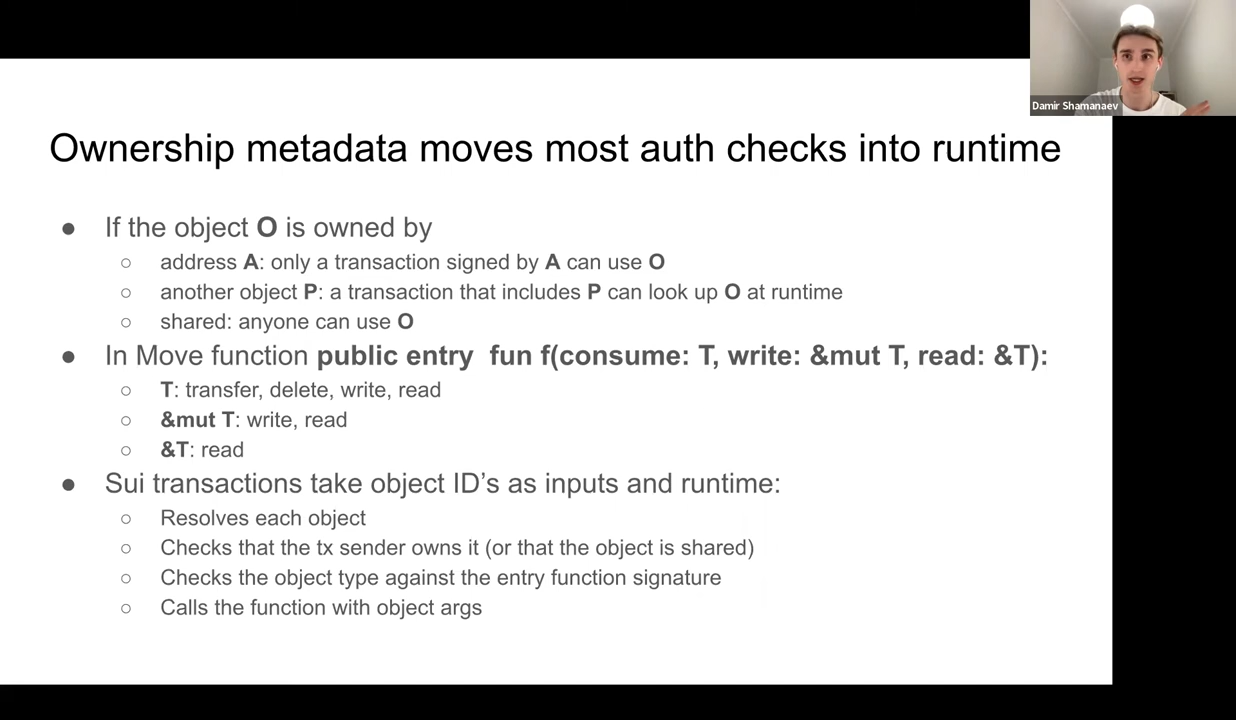 Damir Shamanaev
Ownership metadata moves most auth checks into runtime
● If the object O is owned by
○ address A: only a transaction signed by A can use O
○ another object P: a transaction that includes P can look up O at runtime
○ shared: anyone can use O
● In Move function public entry  fun f(consume: T, write: &mut T, read: &T):
○ T: transfer, delete, write, read
○ &mut T: write, read
○ &T: read
● Sui transactions take object ID’s as inputs and runtime:
○ Resolves each object
○ Checks that the tx sender owns it (or that the object is shared)
○ Checks the object type against the entry function signature
○ Calls the function with object args